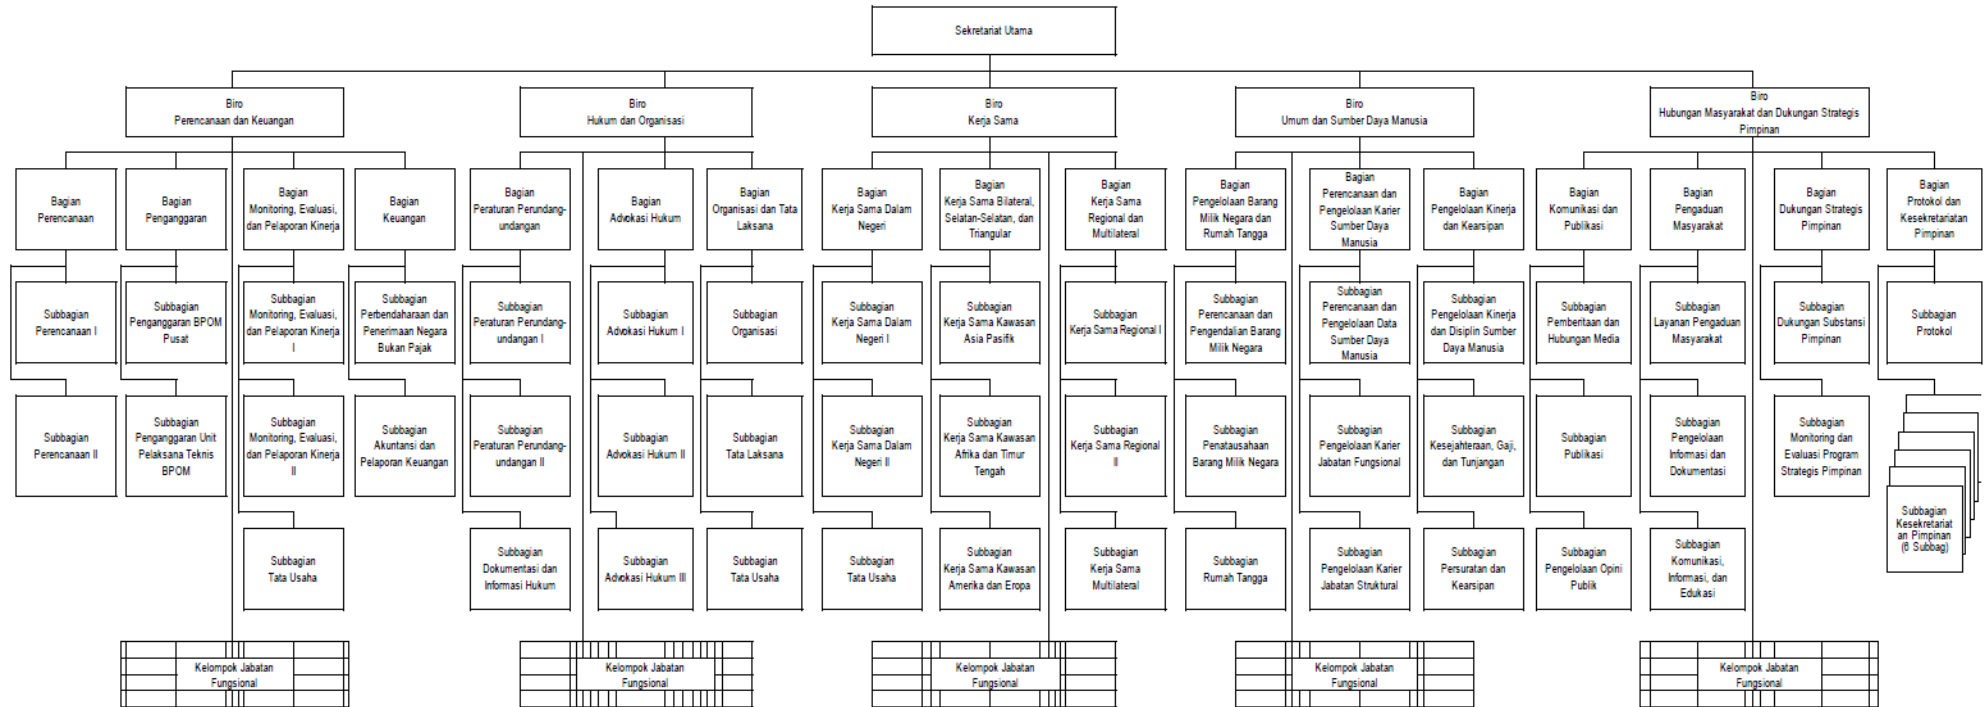 Sekretariat Utama
Biro
Perencanaan dan Keuangan
Biro
Hukum dan Organisasi
Biro
Kerja Sama
Biro
Umum dan Sumber Daya Manusia
Biro
Hubungan Masyarakat dan Dukungan Strategis
Pimpinan
Bagian
Perencanaan
Bagian
Penganggaran
Bagian
Monitoring, Evaluasi,
dan Pelaporan Kinerja
Bagian
Keuangan
Bagian
Peraturan Perundang-
undangan
Bagian
Advokasi Hukum
Bagian
Organisasi dan Tata
Laksana
Bagian
Kerja Sama Dalam
Negeri
Bagian
Kerja Sama Bilateral,
Selatan-Selatan, dan
Triangular
Bagian
Kerja Sama
Regional dan
Multilateral
Bagian
Pengelolaan Barang
Milik Negara dan
Rumah Tangga
Bagian
Perencanaan dan
Pengelolaan Karier
Sumber Daya
Manusia
Bagian
Pengelolaan Kinerja
dan Kearsipan
Bagian
Komunikasi dan
Publikasi
Bagian
Pengaduan
Masyarakat
Bagian
Dukungan Strategis
Pimpinan
Bagian
Protokol dan
Kesekretariatan
Pimpinan
Subbagian
Perencanaan I
Subbagian
Penganggaran BPOM
Pusat
Subbagian
Monitoring, Evaluasi,
dan Pelaporan Kinerja
I
Subbagian
Perbendaharaan dan
Penerimaan Negara
Bukan Pajak
Subbagian
Peraturan Perundang-
undangan I
Subbagian
Advokasi Hukum I
Subbagian
Organisasi
Subbagian
Kerja Sama Dalam
Negeri I
Subbagian
Kerja Sama Kawasan
Asia Pasifik
Subbagian
Kerja Sama Regional I
Subbagian
Perencanaan dan
Pengendalian Barang
Milik Negara
Subbagian
Perencanaan dan
Pengelolaan Data
Sumber Daya
Manusia
Subbagian
Pengelolaan Kinerja
dan Disiplin Sumber
Daya Manusia
Subbagian
Pemberitaan dan
Hubungan Media
Subbagian
Layanan Pengaduan
Masyarakat
Subbagian
Dukungan Substansi
Pimpinan
Subbagian
Protokol
Subbagian
Perencanaan II
Subbagian
Penganggaran Unit
Pelaksana Teknis
BPOM
Subbagian
Monitoring, Evaluasi,
dan Pelaporan Kinerja
II
Subbagian
Akuntansi dan
Pelaporan Keuangan
Subbagian
Peraturan Perundang-
undangan II
Subbagian
Advokasi Hukum II
Subbagian
Tata Laksana
Subbagian
Kerja Sama Dalam
Negeri II
Subbagian
Kerja Sama Kawasan
Afrika dan Timur
Tengah
Subbagian
Kerja Sama Regional
II
Subbagian
Penatausahaan
Barang Milik Negara
Subbagian
Pengelolaan Karier
Jabatan Fungsional
Subbagian
Kesejahteraan, Gaji,
dan Tunjangan
Subbagian
Publikasi
Subbagian
Pengelolaan
Informasi dan
Dokumentasi
Subbagian
Monitoring dan
Evaluasi Program
Strategis Pimpinan
Subbagian
Kesekretariat
an Pimpinan
(6 Subbag)
Subbagian
Tata Usaha
Subbagian
Dokumentasi dan
Informasi Hukum
Subbagian
Advokasi Hukum III
Subbagian
Tata Usaha
Subbagian
Tata Usaha
Subbagian
Kerja Sama Kawasan
Amerika dan Eropa
Subbagian
Kerja Sama
Multilateral
Subbagian
Rumah Tangga
Subbagian
Pengelolaan Karier
Jabatan Struktural
Subbagian
Persuratan dan
Kearsipan
Subbagian
Pengelolaan Opini
Publik
Subbagian
Komunikasi,
Informasi, dan
Edukasi
Kelompok Jabatan
Fungsional
Kelompok Jabatan
Fungsional
Kelompok Jabatan
Fungsional
Kelompok Jabatan
Fungsional
Kelompok Jabatan
Fungsional